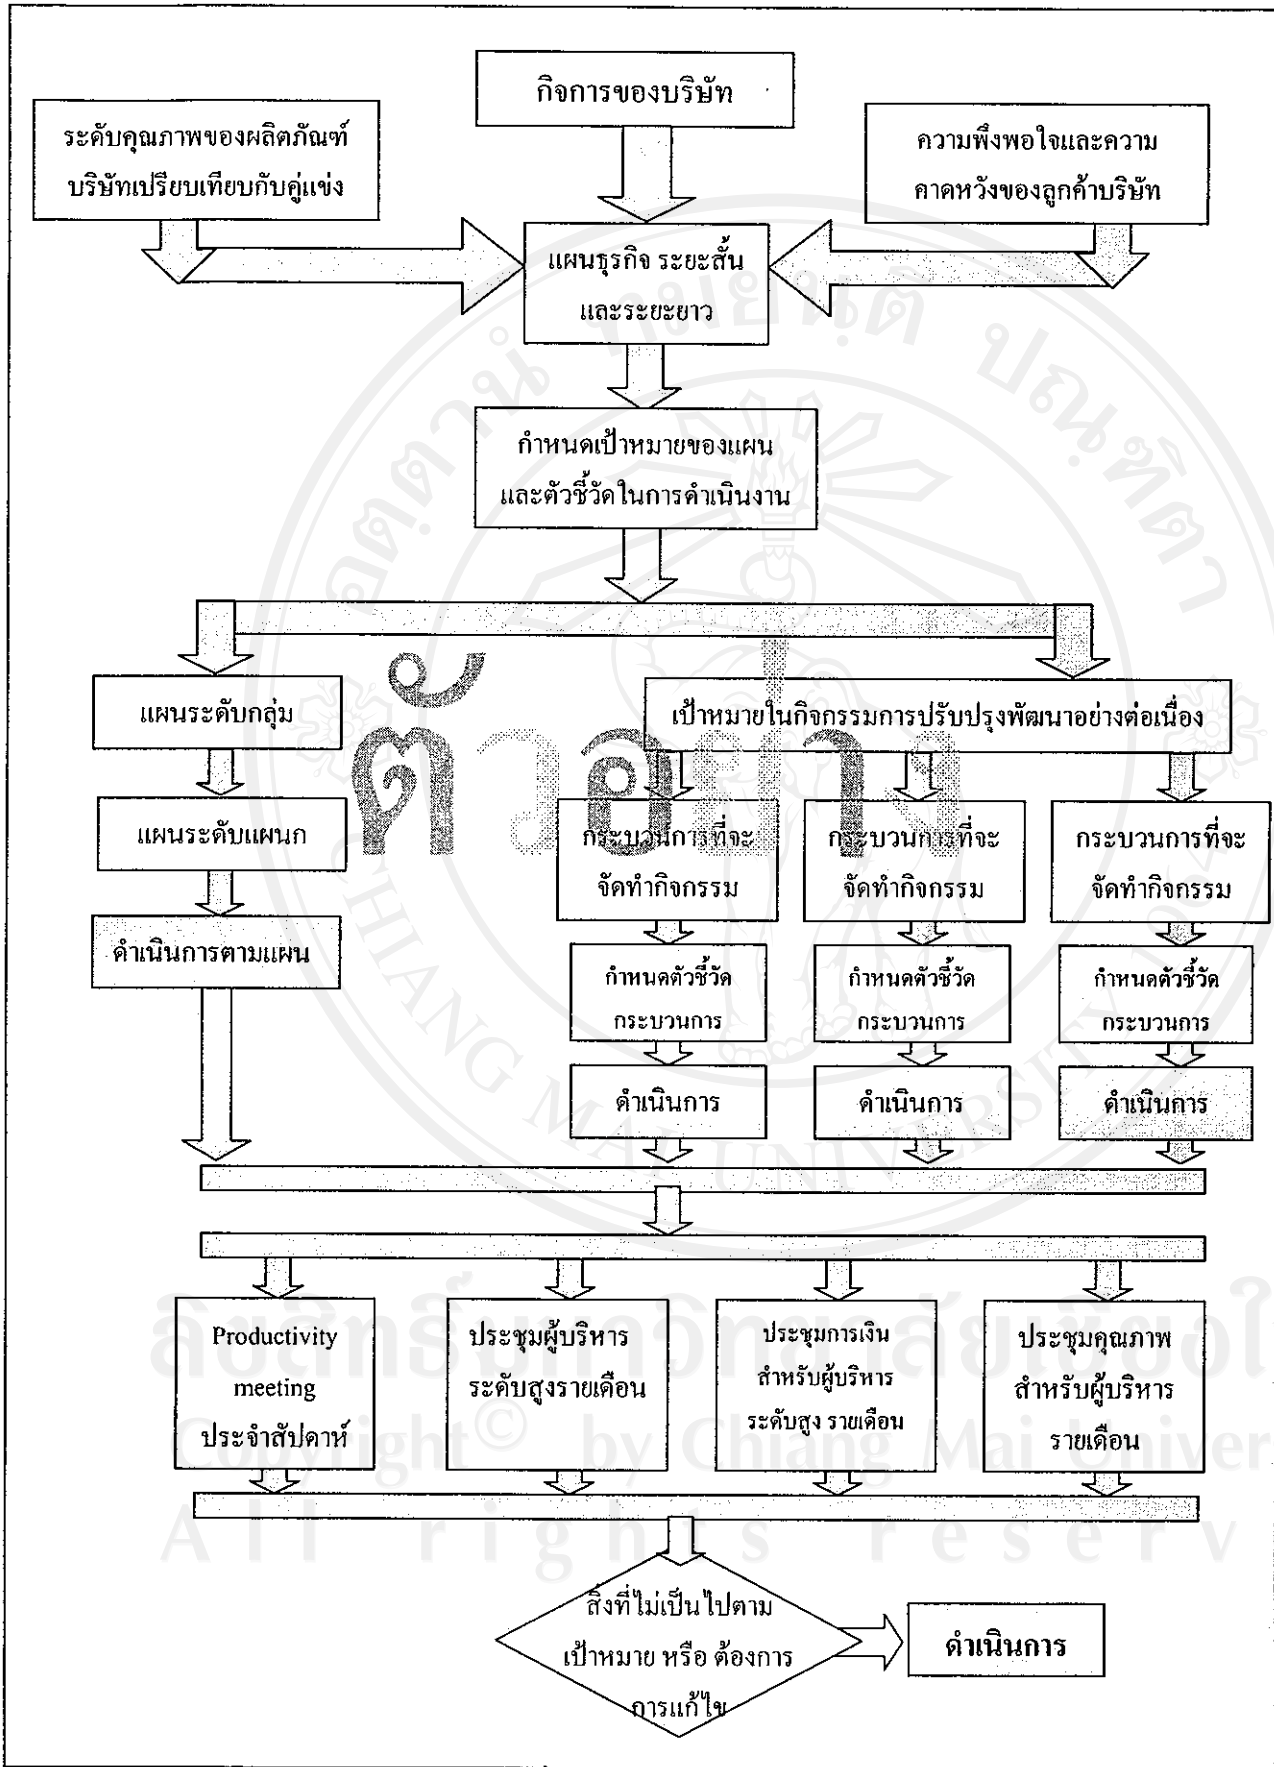 กิจการของบริษัท
ระดับคุณภาพของผลิตภัณฑ์
บริษัทเปรียบเทียบกับคู่แข่ง
ความพึงพอใจและความ
คาดหวังของลูกค้าบริษัท
แผนธุรกิจ ระยะสั้น
และระยะยาว
กำหนดเป้าหมายของแผน
และตัวชี้วัดในการดำเนินงาน
แผนระดับกลุ่ม
เป้าหมายในกิจกรรมการปรับปรุงพัฒนาอย่างต่อเนื่อง
ตัวอย่าง
แผนระดับแผนก
กระบวนการที่จะ
จัดทำกิจกรรม
กระบวนการที่จะ
จัดทำกิจกรรม
กระบวนการที่จะ
จัดทำกิจกรรม
ดำเนินการตามแผน
กำหนดตัวชี้วัด
กระบวนการ
กำหนดตัวชี้วัด
กระบวนการ
กำหนดตัวชี้วัด
กระบวนการ
ดำเนินการ
ดำเนินการ
ดำเนินการ
Productivity
meeting
ประจำสัปดาห์
ประชุมผู้บริหาร
ระดับสูงรายเดือน
ประชุมการเงิน
สำหรับผู้บริหาร
ระดับสูง รายเดือน
ประชุมคุณภาพ
สำหรับผู้บริหาร
รายเดือน
สิ่งที่ไม่เป็นไปตาม
เป้าหมาย หรือ ต้องการ
การแก้ไข
ดำเนินการ
CHIANG MAI UNIVERSITY
Copyright© by Chiang Mai Univer
All rights reserv